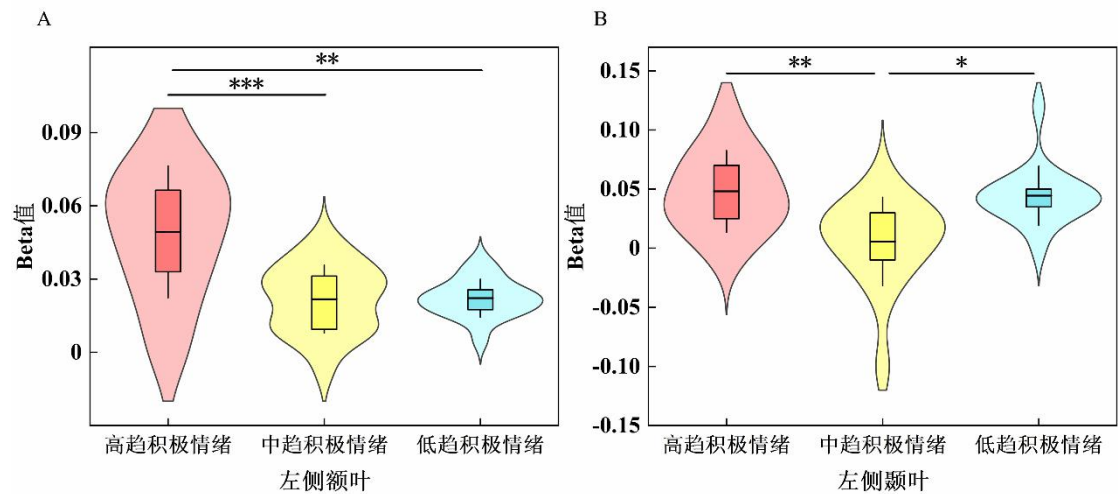 A
B
**
***
**
*
0.09
0.06
0.03
0
Beta值
0.15
0.10
0.05
0
-0.05
-0.10
-0.15
Beta值
高趋积极情绪 中趋积极情绪 低趋积极情绪
左侧额叶
高趋积极情绪 中趋积极情绪 低趋积极情绪
左侧颞叶